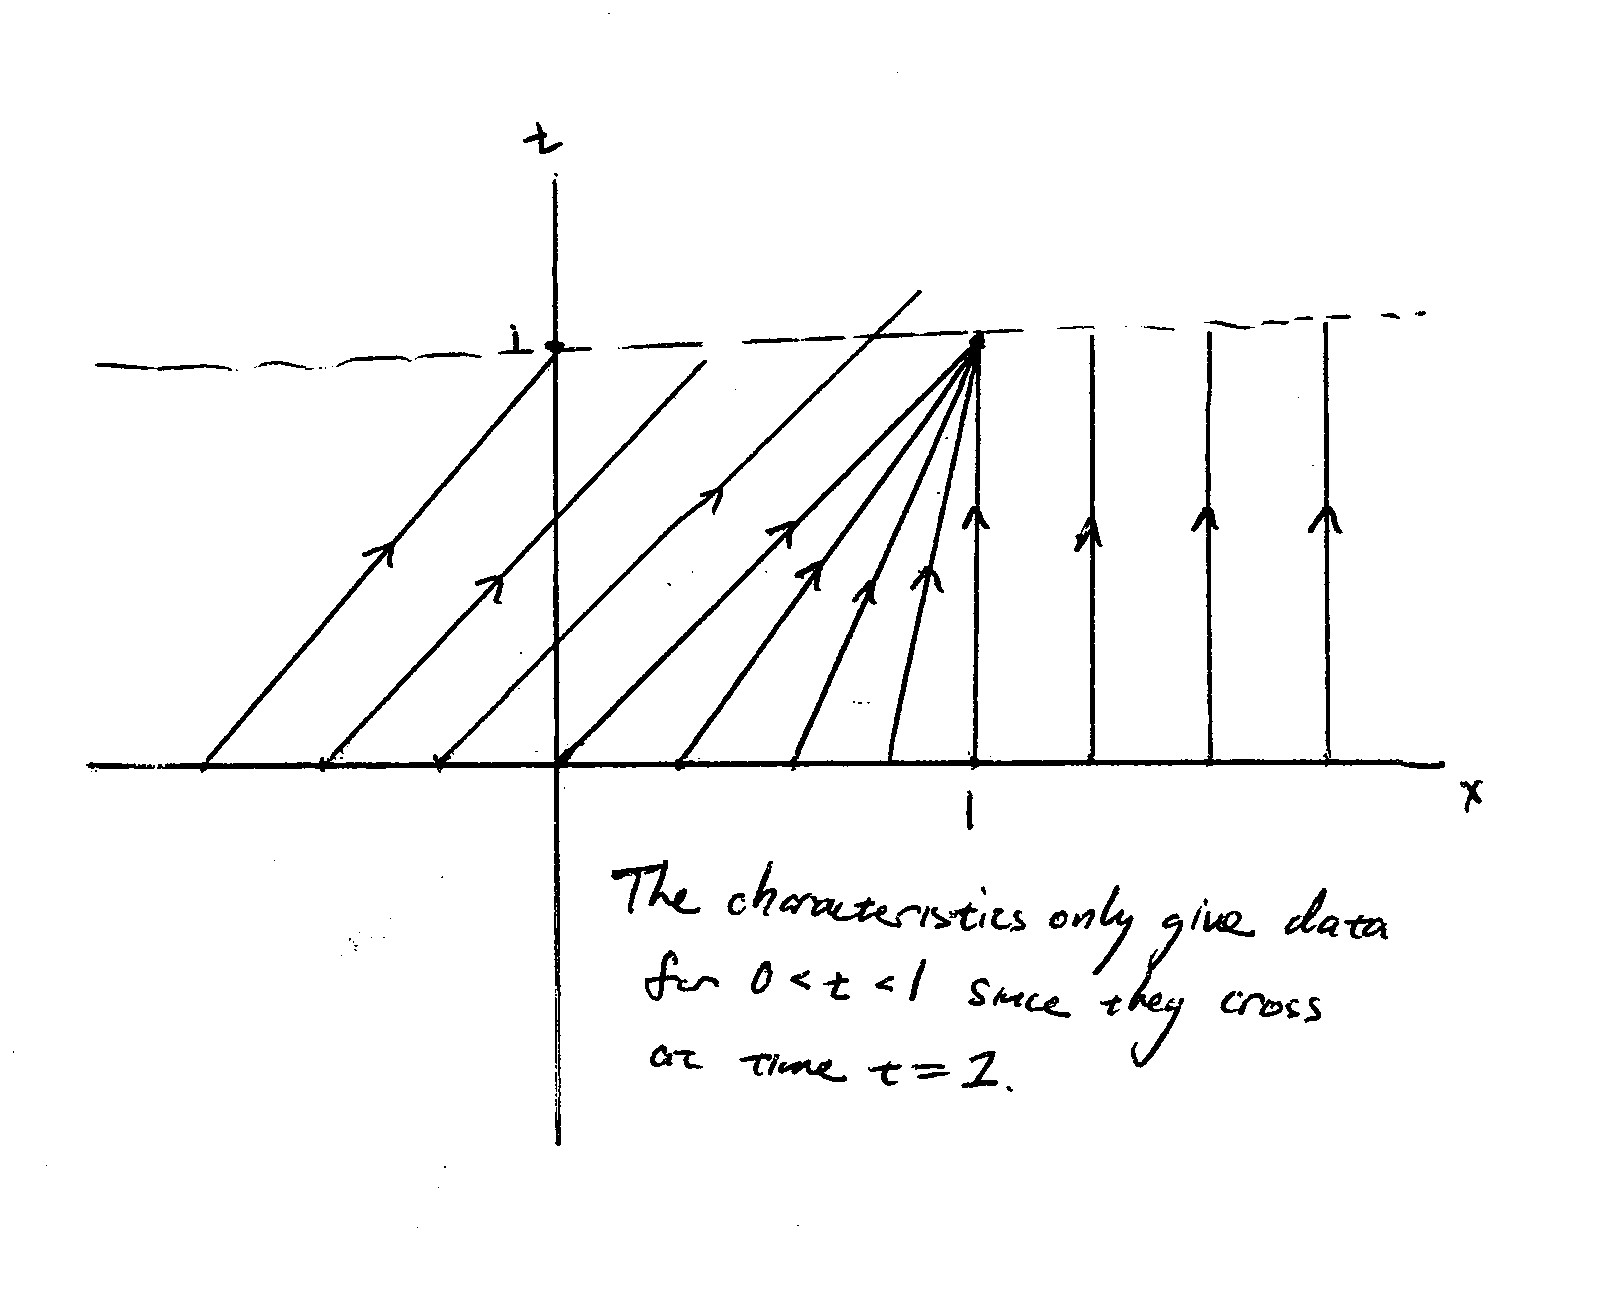 t
1
x
1
The characteristics only give data
for 0 < t < 1 since they cross
at time t = 1.